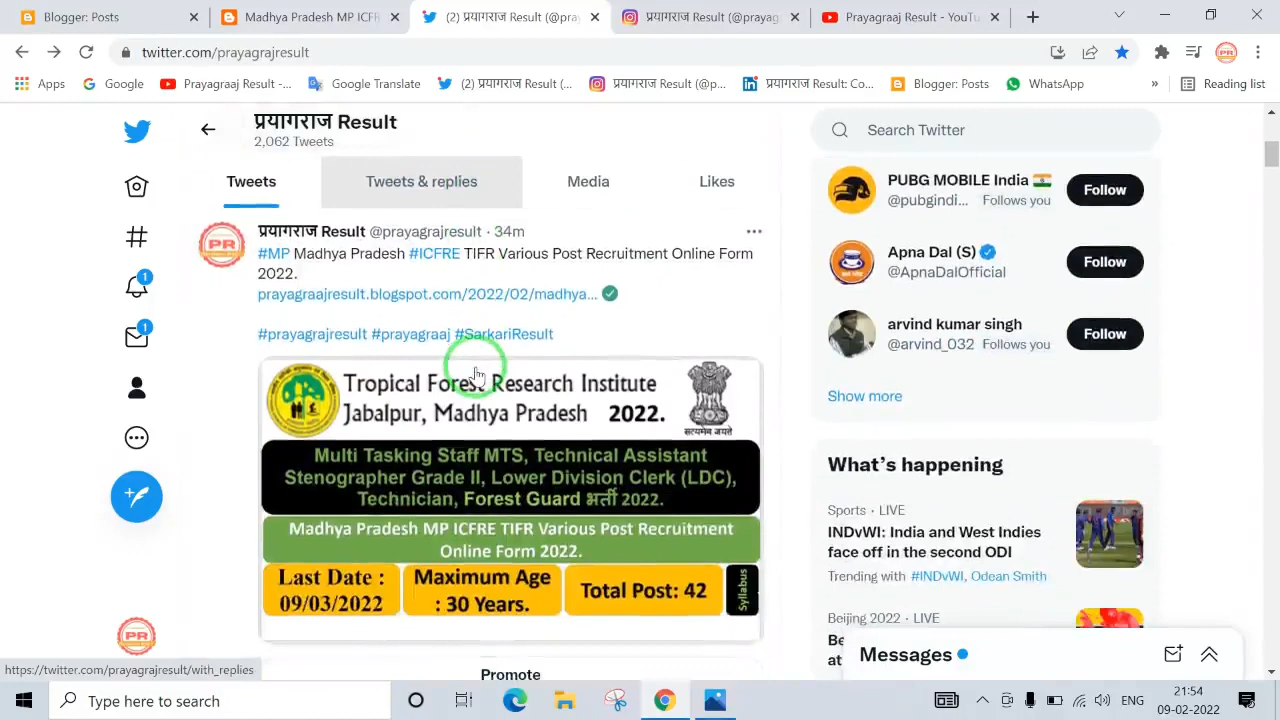 Blogger: Posts
Madhya Pradesh MP ICFR
(2) प्रयागराज Result (@pray
प्रयागराज Result (@prayagra
Prayagraaj Result - YouTu
twitter.com/prayagrajresult
Apps
Google
Prayagraaj Result -...
Google Translate
(2) प्रयागराज Result (...
प्रयागराज Result (@p...
प्रयागराज Result: Co...
Blogger: Posts
WhatsApp
»
Reading list
प्रयागराज Result
2,062 Tweets
Tweets
Tweets & replies
Media
Likes
प्रयागराज Result @prayagrajresult · 34m
#MP Madhya Pradesh #ICFRE TIFR Various Post Recruitment Online Form
2022.
prayagraajresult.blogspot.com/2022/02/madhya...
#prayagrajresult #prayagraaj #SarkariResult
Tropical Forest Research Institute
Jabalpur, Madhya Pradesh 2022.
सत्यमेव जयते
Multi Tasking Staff MTS, Technical Assistant
Stenographer Grade II, Lower Division Clerk (LDC),
Technician, Forest Guard भर्ती 2022.
Madhya Pradesh MP ICFRE TIFR Various Post Recruitment
Online Form 2022.
Last Date :
09/03/2022
Maximum Age
: 30 Years.
Total Post: 42
Syllabus
Promote
1
1
PR
PR
Search Twitter
PUBG MOBILE India
@pubgindi... Follows you
Follow
Apna Dal (S)
@ApnaDalOfficial
Follow
arvind kumar singh
@arvind_032 Follows you
Follow
Show more
What's happening
Sports · LIVE
INDvWI: India and West Indies
face off in the second ODI
Trending with #INDvWI, Odean Smith
Beijing 2022 · LIVE
Messages
https://twitter.com/prayagrajresult/with_replies
Type here to search
ENG
21:54
09-02-2022